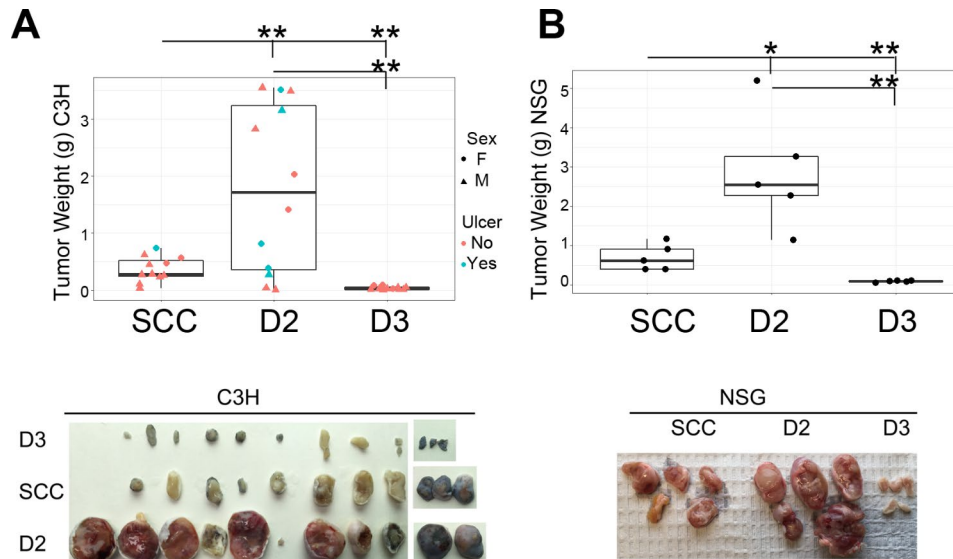 A
B
** **
**
* **
**
Tumor Weight (g) C3H
3
2
1
0
SCC D2 D3
Sex
F
M
Ulcer
No
Yes
Tumor Weight (g) NSG
5
4
3
2
1
0
SCC D2 D3
C3H
D3
SCC
D2
NSG
SCC D2 D3